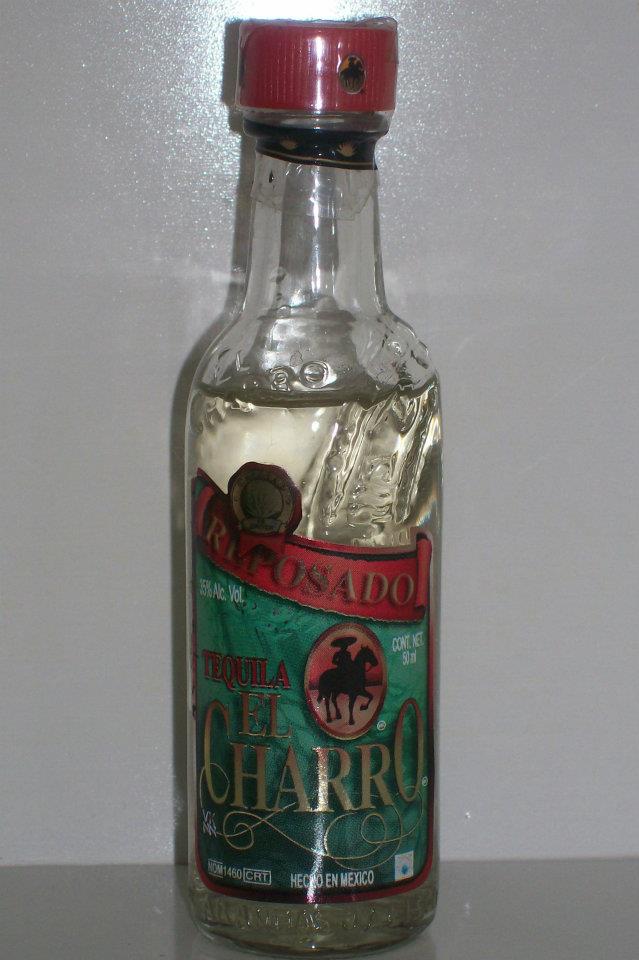 REPOSADO
35% Alc. Vol.
CONT. NET.
50 ml
TEQUILA
EL
CHARRO
NOM1460 CRT
HECHO EN MEXICO